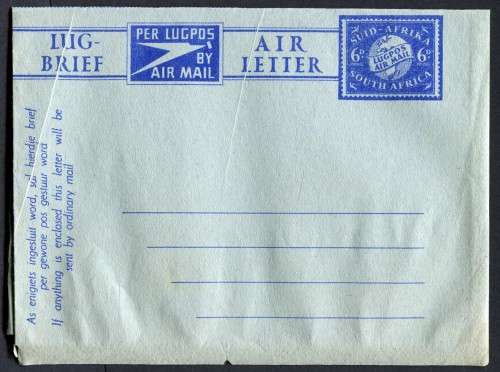 LUG-
BRIEF
PER LUGPOS
BY
AIR MAIL
AIR
LETTER
SUID-AFRIKA
6D 6D
LUGPOS
AIR MAIL
SOUTH AFRICA
As enigiets ingesluit word, sal hierdie brief
per gewone pos gestuur word
If anything is enclosed this letter will be
sent by ordinary mail